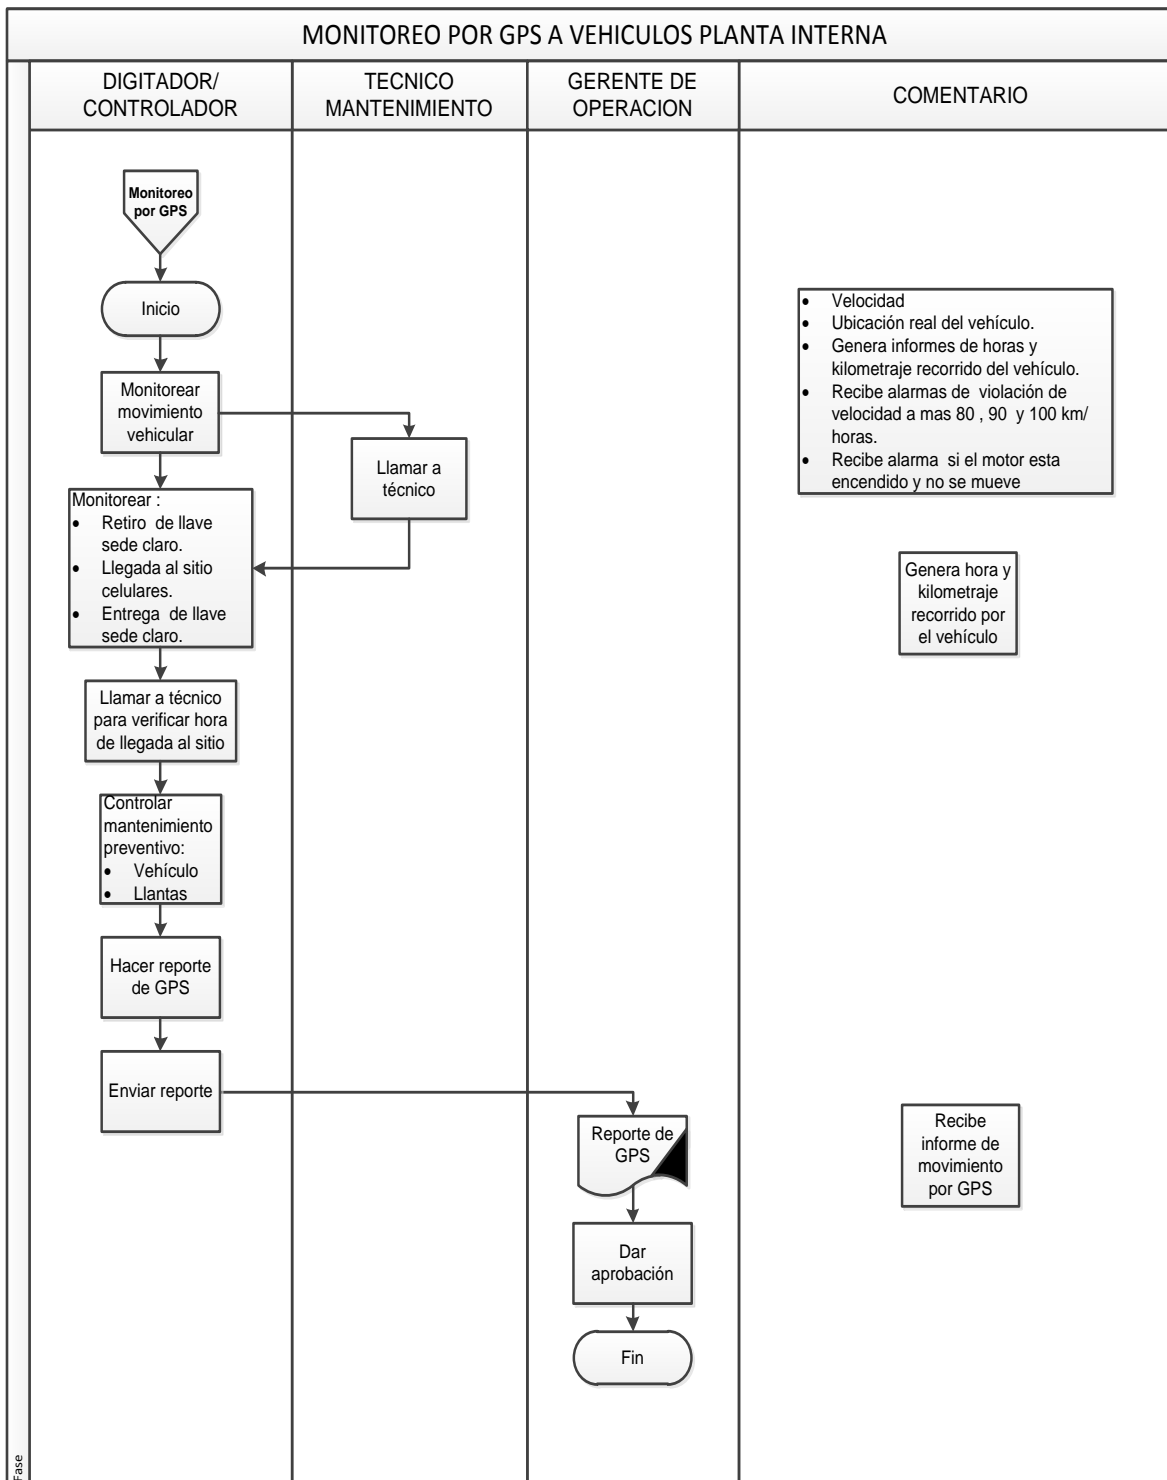 MONITOREO POR GPS A VEHICULOS PLANTA INTERNA
DIGITADOR/
CONTROLADOR
TECNICO
MANTENIMIENTO
GERENTE DE
OPERACION
COMENTARIO
Monitoreo
por GPS
Inicio
Monitorear
movimiento
vehicular
Llamar a
técnico
• Velocidad
• Ubicación real del vehículo.
• Genera informes de horas y
kilometraje recorrido del vehículo.
• Recibe alarmas de violación de
velocidad a mas 80 , 90 y 100 km/
horas.
• Recibe alarma si el motor esta
encendido y no se mueve
Monitorear :
• Retiro de llave
sede claro.
• Llegada al sitio
celulares.
• Entrega de llave
sede claro.
Genera hora y
kilometraje
recorrido por
el vehículo
Llamar a técnico
para verificar hora
de llegada al sitio
Controlar
mantenimiento
preventivo:
• Vehículo
• Llantas
Hacer reporte
de GPS
Enviar reporte
Reporte de
GPS
Recibe
informe de
movimiento
por GPS
Dar
aprobación
Fin
Fase